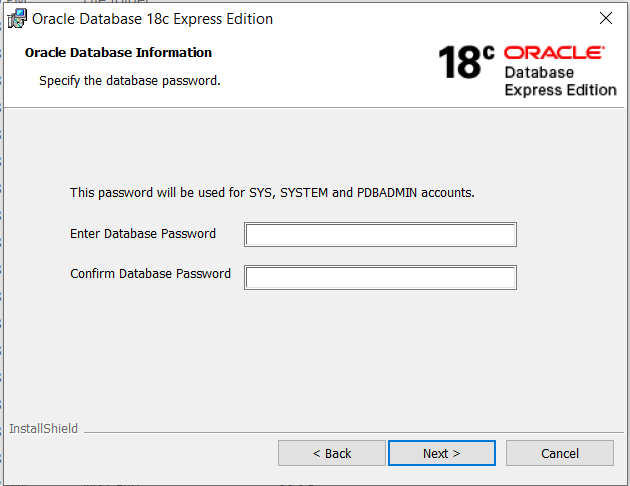 Oracle Database 18c Express Edition
Oracle Database Information
Specify the database password.
18c ORACLE
Database
Express Edition
This password will be used for SYS, SYSTEM and PDBADMIN accounts.
Enter Database Password
Confirm Database Password
InstallShield
< Back
Next >
Cancel